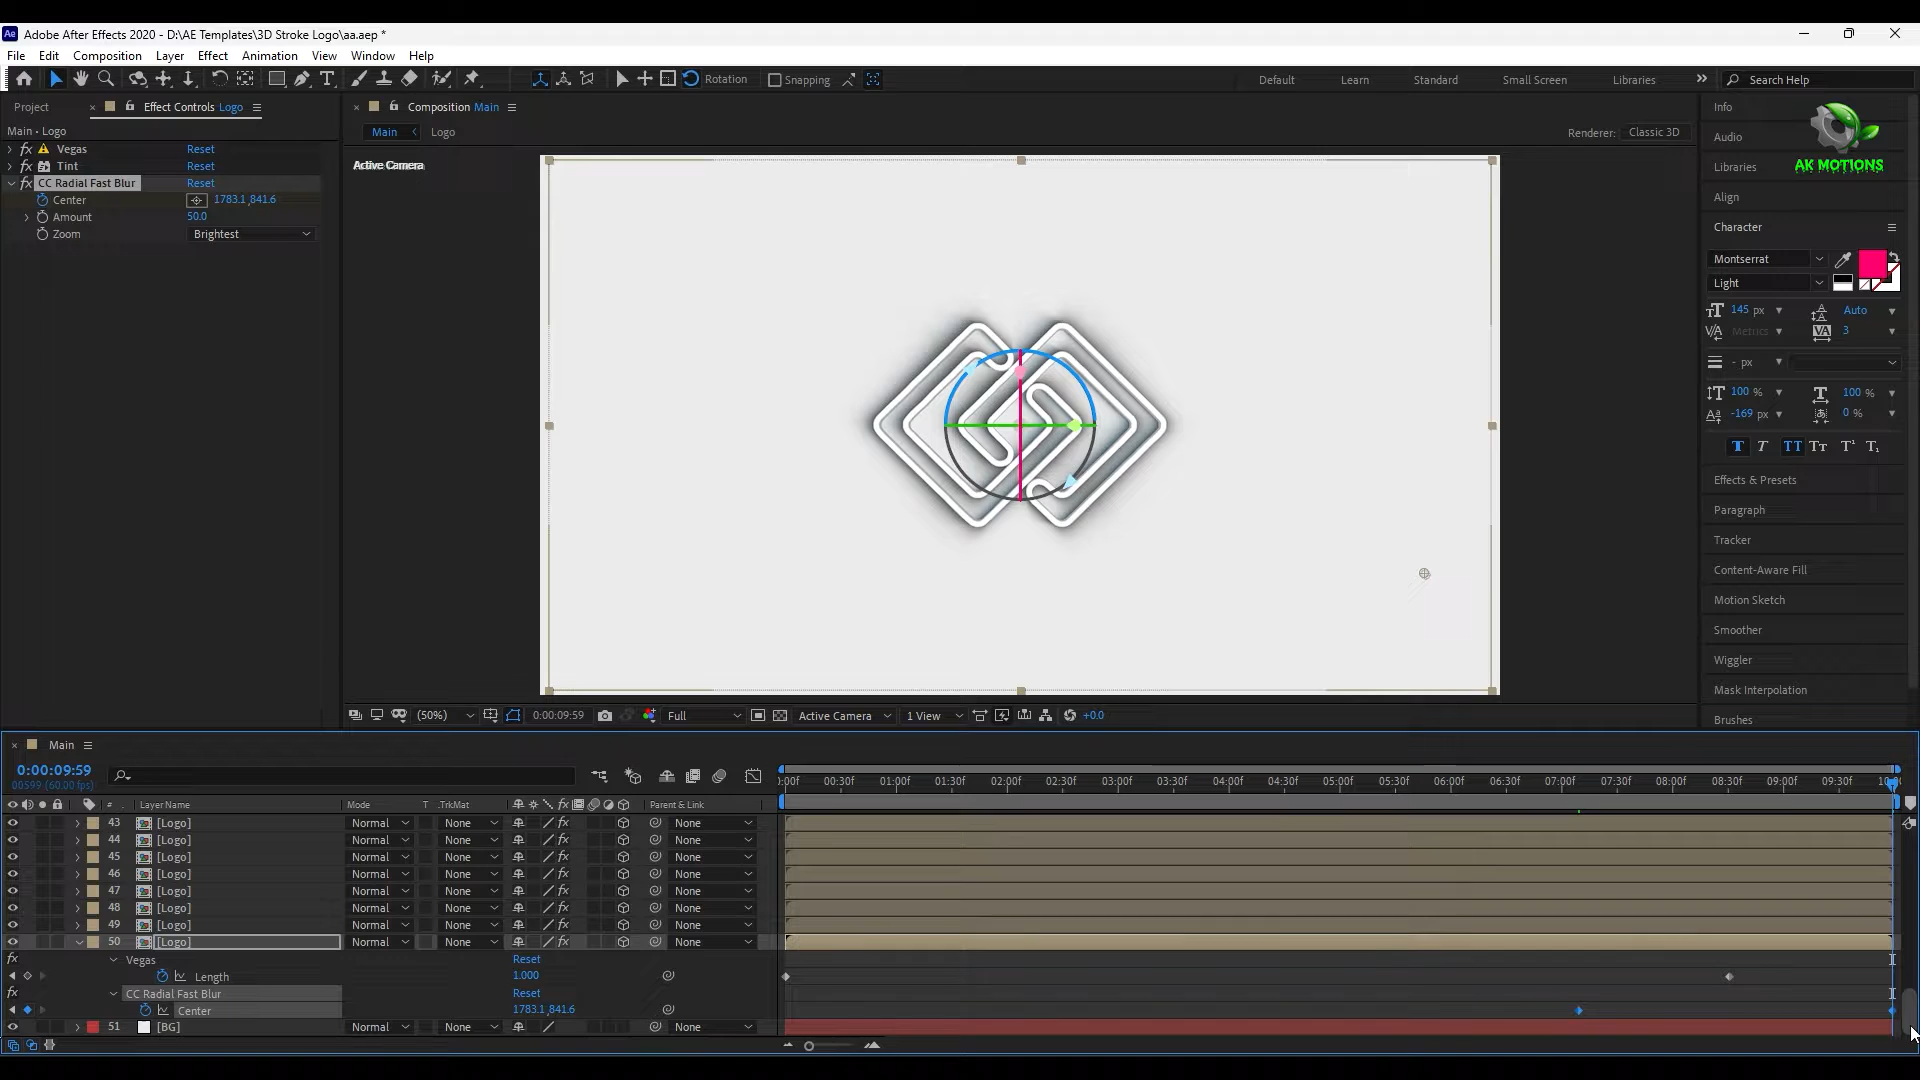 Ae Adobe After Effects 2020 - D:\AE Templates\3D Stroke Logo\aa.aep *
File Edit Composition Layer Effect Animation View Window Help
Rotation Snapping Default Learn Standard Small Screen Libraries Search Help
Project Effect Controls Logo
Main • Logo
Vegas Reset
Tint Reset
CC Radial Fast Blur Reset
Center 1783.1,841.6
Amount 50.0
Zoom Brightest
Composition Main
Main Logo
Renderer: Classic 3D
Active Camera
(50%) 0:00:09:59 Full Active Camera 1 View +0.0
Info
Audio
Libraries
AK MOTIONS
Align
Character
Montserrat
Light
145 px Auto
Metrics 3
- px
100 % 100 %
-169 px 0 %
T T TT Tт T¹ T₁
Effects & Presets
Paragraph
Tracker
Content-Aware Fill
Motion Sketch
Smoother
Wiggler
Mask Interpolation
Brushes
Main
0:00:09:59
00599 (60.00 fps)
:00f 00:30f 01:00f 01:30f 02:00f 02:30f 03:00f 03:30f 04:00f 04:30f 05:00f 05:30f 06:00f 06:30f 07:00f 07:30f 08:00f 08:30f 09:00f 09:30f 10:00
# Layer Name Mode T .TrkMat Parent & Link
43 [Logo] Normal None None
44 [Logo] Normal None None
45 [Logo] Normal None None
46 [Logo] Normal None None
47 [Logo] Normal None None
48 [Logo] Normal None None
49 [Logo] Normal None None
50 [Logo] Normal None None
Vegas Reset
Length 1.000
CC Radial Fast Blur Reset
Center 1783.1,841.6
51 [BG] Normal None None